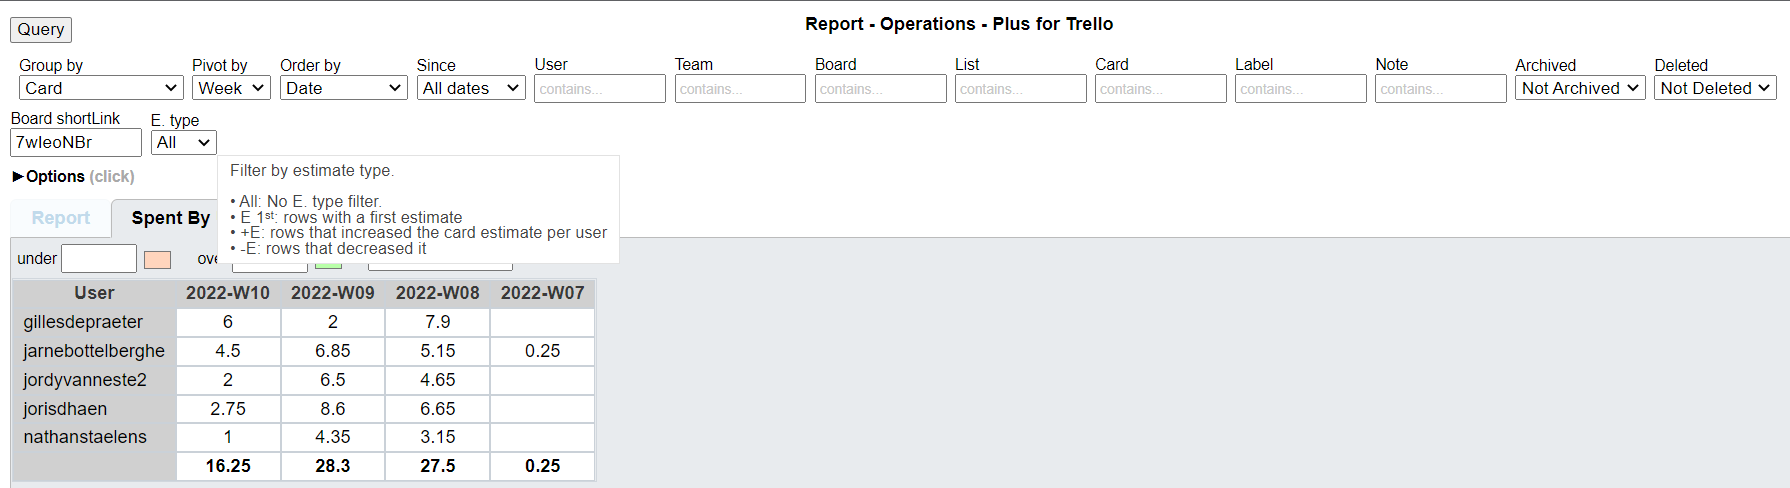 Query
Report - Operations - Plus for Trello
Group by Pivot by Order by Since User Team Board List Card Label Note Archived Deleted
Card Week Date All dates contains... contains... contains... contains... contains... contains... contains... Not Archived Not Deleted
Board shortLink E. type
7wIeoNBr All
Filter by estimate type.
▶Options (click)
• All: No E. type filter.
• E 1st: rows with a first estimate
Report Spent By
• +E: rows that increased the card estimate per user
• -E: rows that decreased it
under
User 2022-W10 2022-W09 2022-W08 2022-W07
gillesdepraeter 6 2 7.9
jarnebottelberghe 4.5 6.85 5.15 0.25
jordyvanneste2 2 6.5 4.65
jorisdhaen 2.75 8.6 6.65
nathanstaelens 1 4.35 3.15
16.25 28.3 27.5 0.25